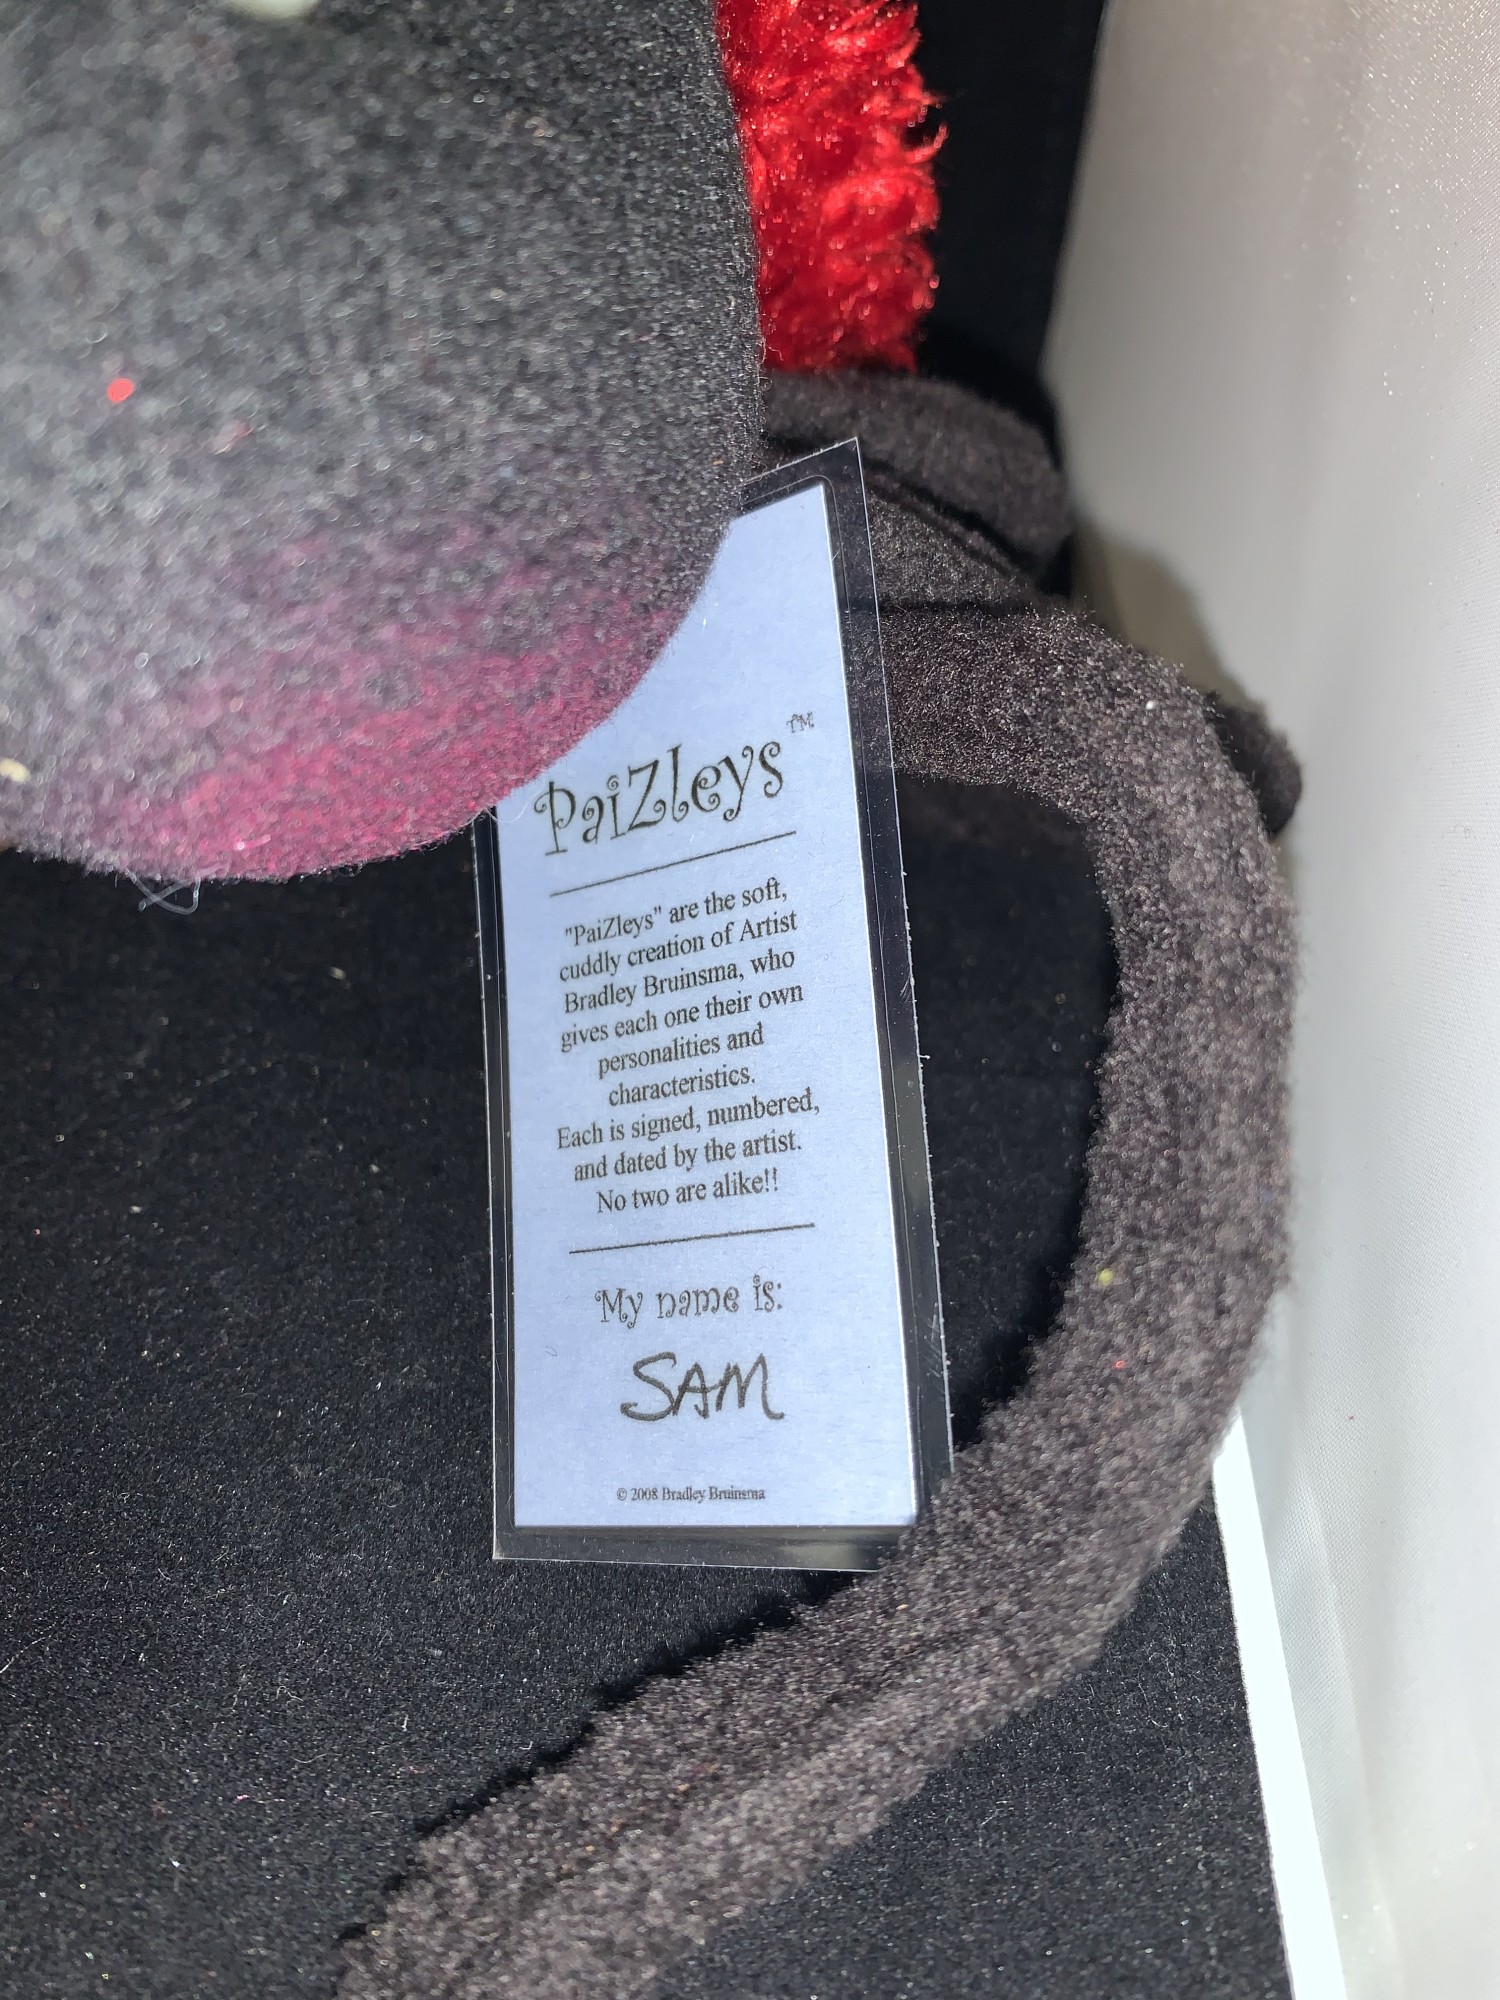 PaiZleys™
"PaiZleys" are the soft,
cuddly creation of Artist
Bradley Bruinsma, who
gives each one their own
personalities and
characteristics.
Each is signed, numbered,
and dated by the artist.
No two are alike!!
My name is:
SAM
© 2008 Bradley Bruinsma